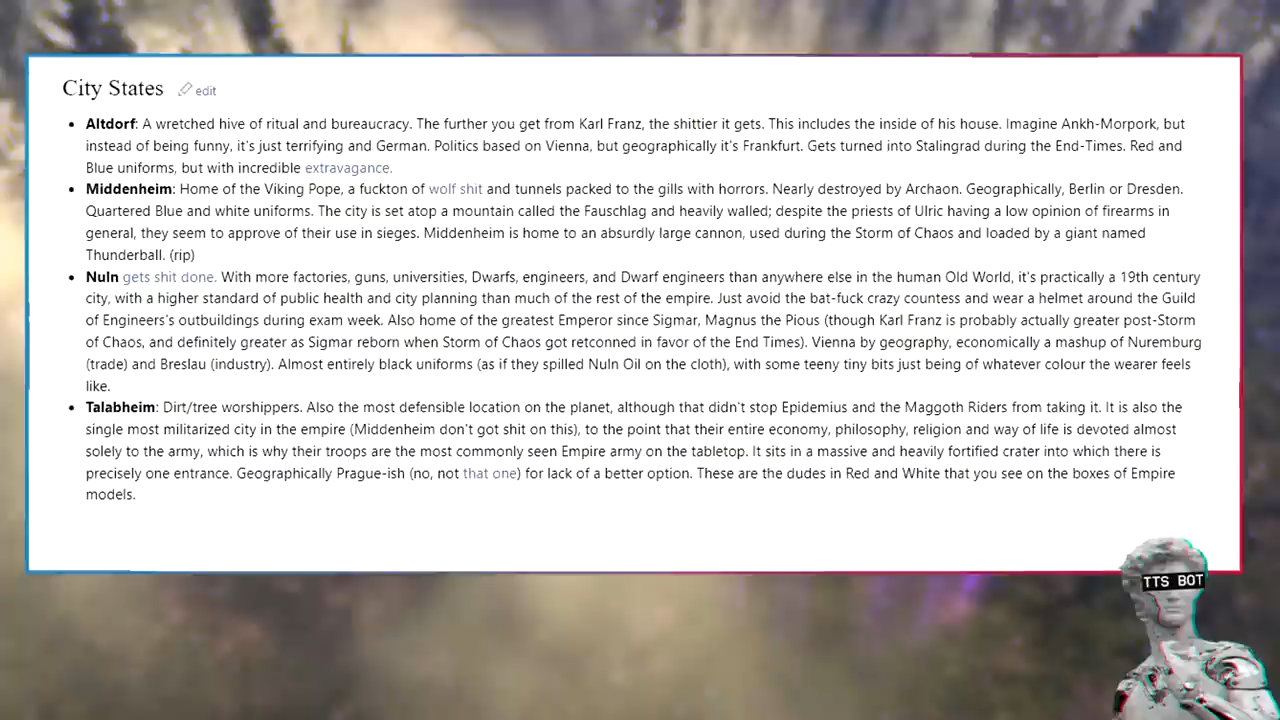 City States edit
Altdorf: A wretched hive of ritual and bureaucracy. The further you get from Karl Franz, the shittier it gets. This includes the inside of his house. Imagine Ankh-Morpork, but
instead of being funny, it's just terrifying and German. Politics based on Vienna, but geographically it's Frankfurt. Gets turned into Stalingrad during the End-Times. Red and
Blue uniforms, but with incredible extravagance.
Middenheim: Home of the Viking Pope, a fuckton of wolf shit and tunnels packed to the gills with horrors. Nearly destroyed by Archaon. Geographically, Berlin or Dresden.
Quartered Blue and white uniforms. The city is set atop a mountain called the Fauschlag and heavily walled; despite the priests of Ulric having a low opinion of firearms in
general, they seem to approve of their use in sieges. Middenheim is home to an absurdly large cannon, used during the Storm of Chaos and loaded by a giant named
Thunderball. (rip)
Nuln gets shit done. With more factories, guns, universities, Dwarfs, engineers, and Dwarf engineers than anywhere else in the human Old World, it's practically a 19th century
city, with a higher standard of public health and city planning than much of the rest of the empire. Just avoid the bat-fuck crazy countess and wear a helmet around the Guild
of Engineers's outbuildings during exam week. Also home of the greatest Emperor since Sigmar, Magnus the Pious (though Karl Franz is probably actually greater post-Storm
of Chaos, and definitely greater as Sigmar reborn when Storm of Chaos got retconned in favor of the End Times). Vienna by geography, economically a mashup of Nuremburg
(trade) and Breslau (industry). Almost entirely black uniforms (as if they spilled Nuln Oil on the cloth), with some teeny tiny bits just being of whatever colour the wearer feels
like.
Talabheim: Dirt/tree worshippers. Also the most defensible location on the planet, although that didn't stop Epidemius and the Maggoth Riders from taking it. It is also the
single most militarized city in the empire (Middenheim don't got shit on this), to the point that their entire economy, philosophy, religion and way of life is devoted almost
solely to the army, which is why their troops are the most commonly seen Empire army on the tabletop. It sits in a massive and heavily fortified crater into which there is
precisely one entrance. Geographically Prague-ish (no, not that one) for lack of a better option. These are the dudes in Red and White that you see on the boxes of Empire
models.
TTS BOT